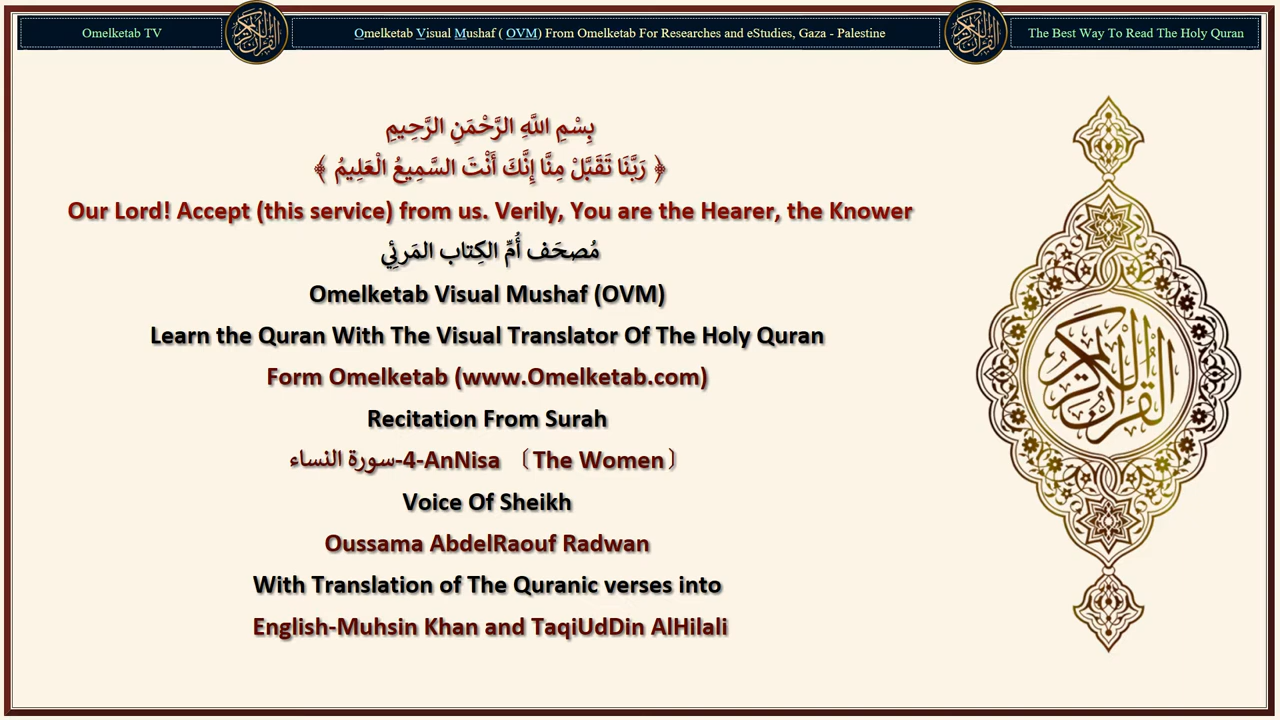 Omelketab TV
Omelketab Visual Mushaf ( OVM) From Omelketab For Researches and eStudies, Gaza - Palestine
The Best Way To Read The Holy Quran
بِسْمِ اللَّهِ الرَّحْمَنِ الرَّحِيمِ
﴿ رَبَّنَا تَقَبَّلْ مِنَّا إِنَّكَ أَنْتَ السَّمِيعُ الْعَلِيمُ ﴾
Our Lord! Accept (this service) from us. Verily, You are the Hearer, the Knower
مُصحَف أُمِّ الكِتاب المَرئِي
Omelketab Visual Mushaf (OVM)
Learn the Quran With The Visual Translator Of The Holy Quran
Form Omelketab (www.Omelketab.com)
Recitation From Surah
سورة النساء-4-AnNisa 〔The Women〕
Voice Of Sheikh
Oussama AbdelRaouf Radwan
With Translation of The Quranic verses into
English-Muhsin Khan and TaqiUdDin AlHilali
القرآن الكريم